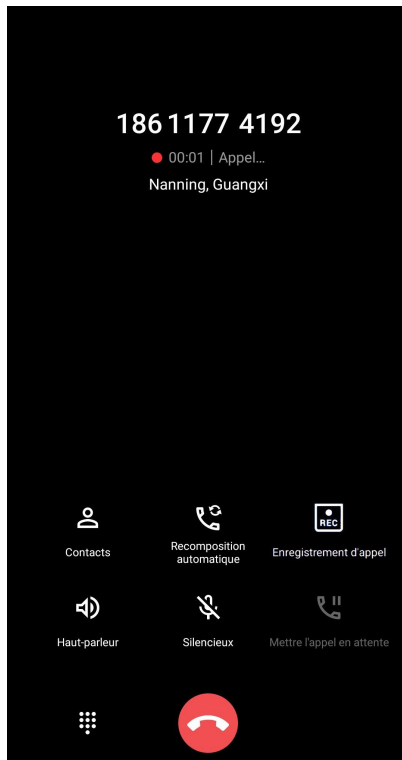 186 1177 4192
00:01 | Appel...
Nanning, Guangxi
Contacts
Recomposition
automatique
REC
Enregistrement d'appel
Haut-parleur
Silencieux
Mettre l'appel en attente